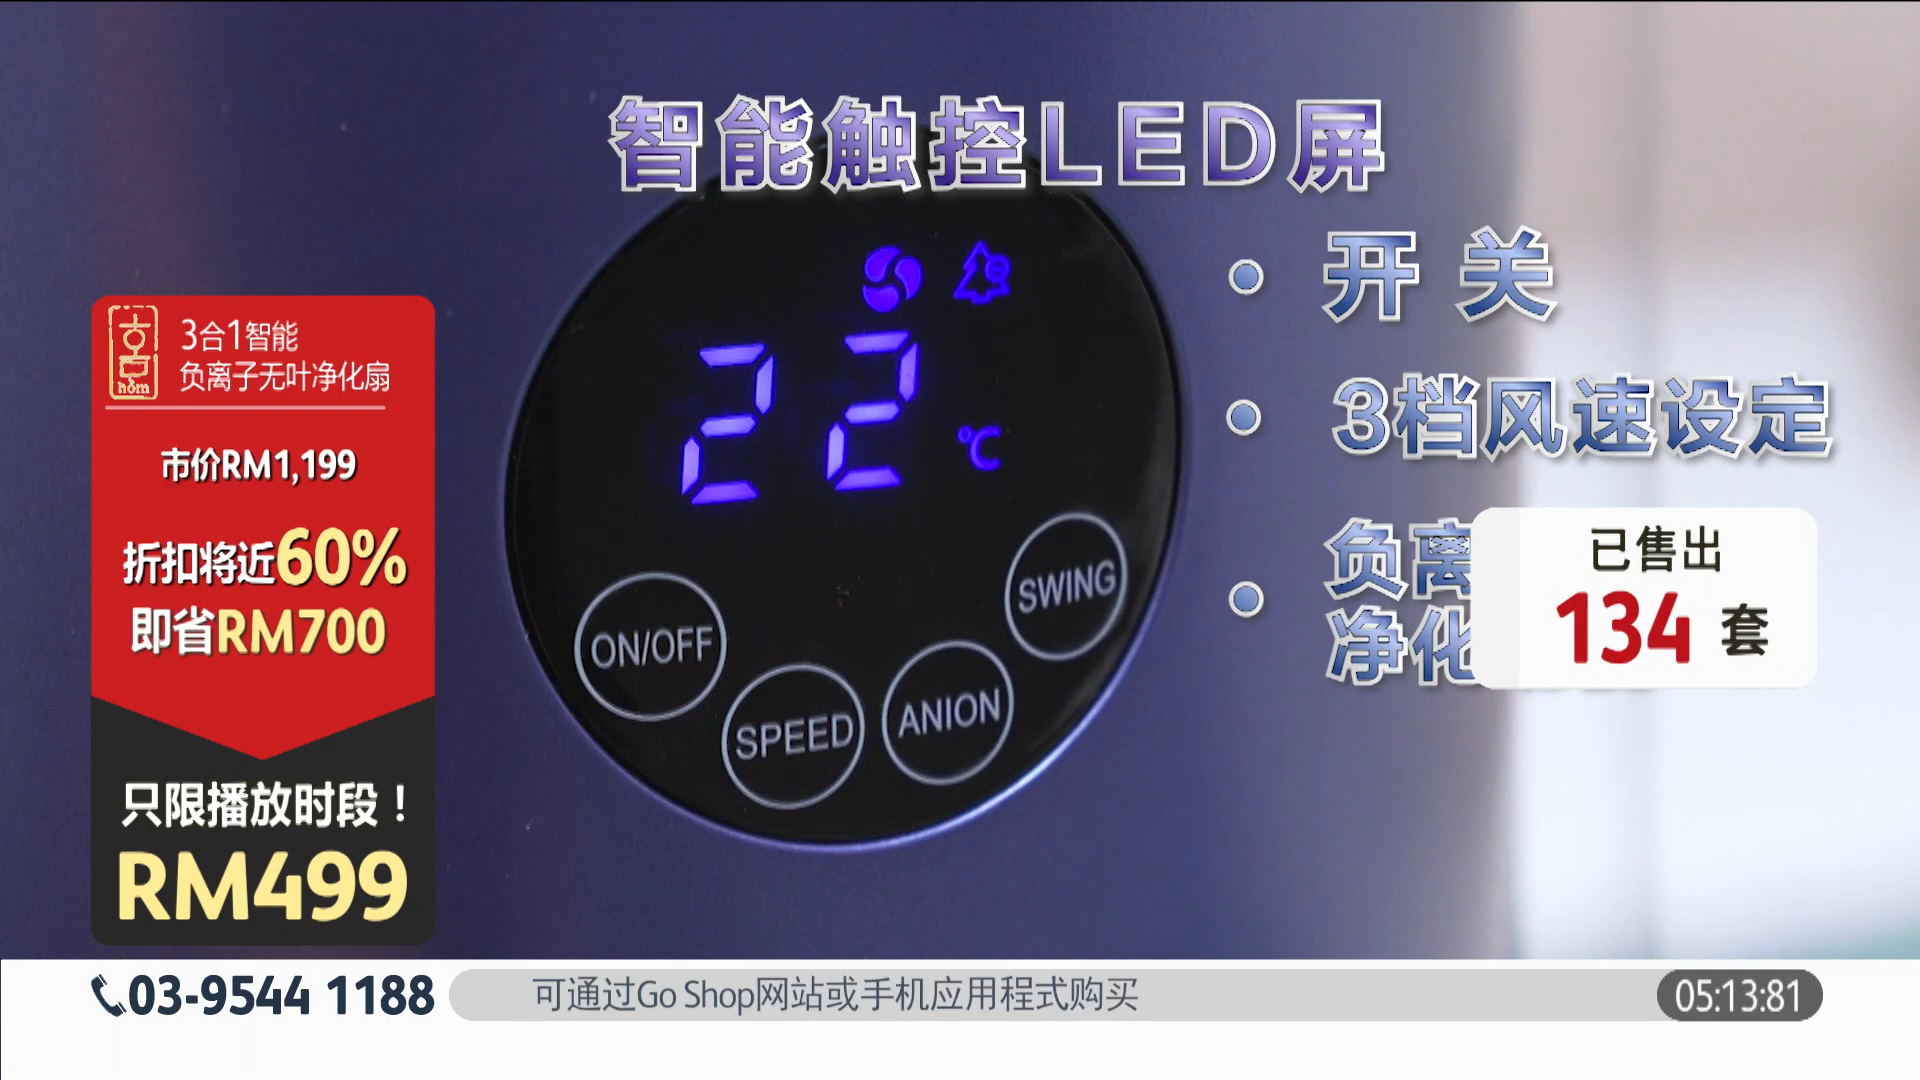 智能触控LED屏
开 关
3档风速设定
负离
净化
已售出
134 套
hom
3合1智能
负离子无叶净化扇
市价RM1,199
折扣将近60%
即省RM700
只限播放时段！
RM499
22 °C
ON/OFF
SPEED
ANION
SWING
03-9544 1188
可通过Go Shop网站或手机应用程式购买
05:13:81